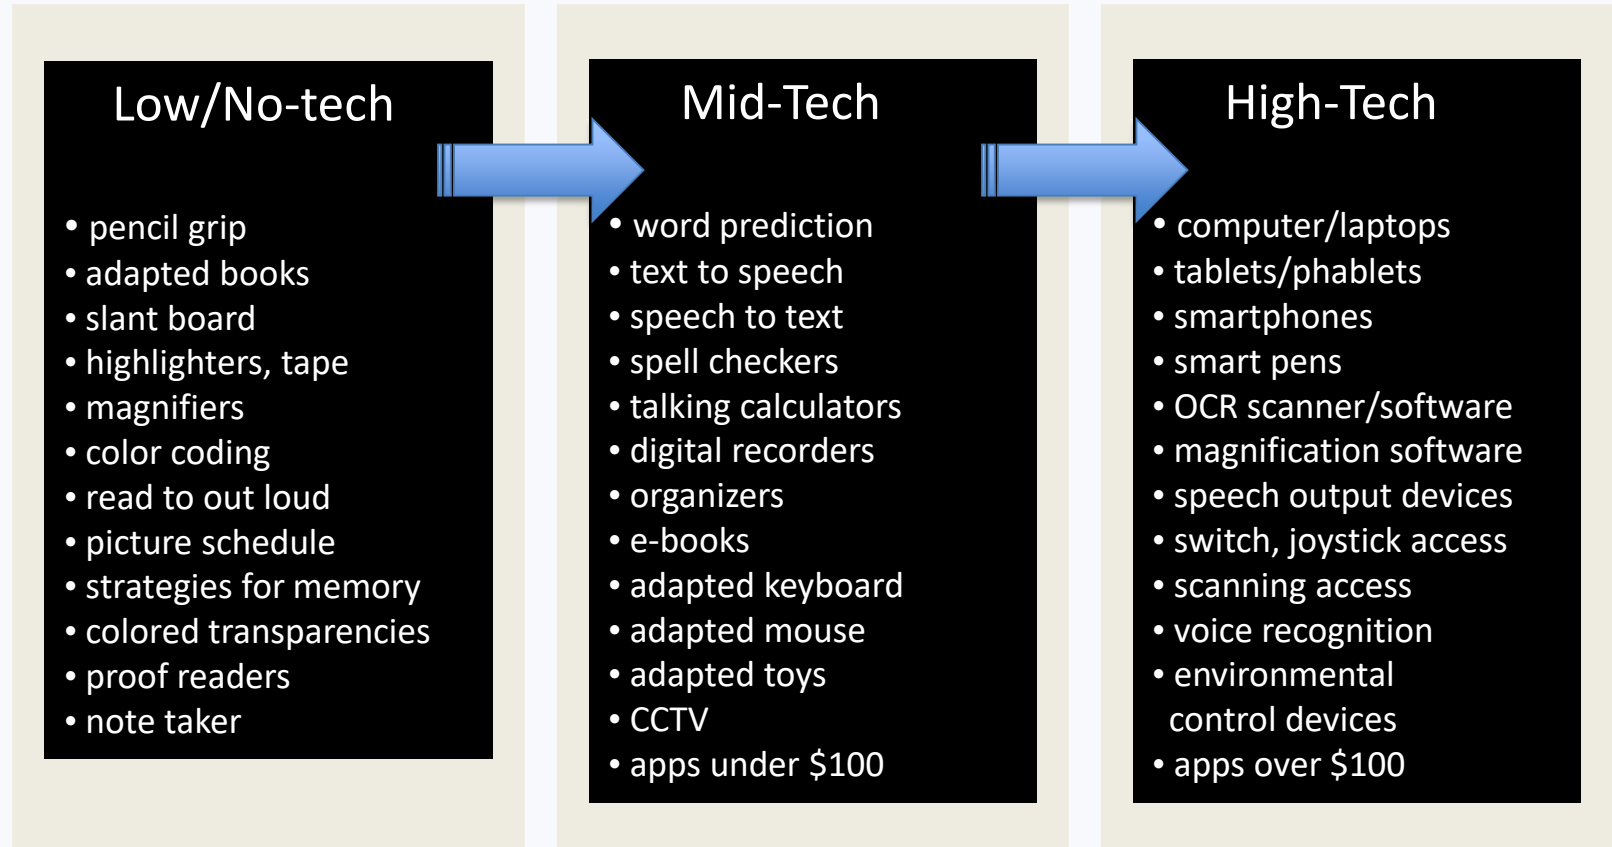 Low/No-tech
• pencil grip
• adapted books
• slant board
• highlighters, tape
• magnifiers
• color coding
• read to out loud
• picture schedule
• strategies for memory
• colored transparencies
• proof readers
• note taker
Mid-Tech
• word prediction
• text to speech
• speech to text
• spell checkers
• talking calculators
• digital recorders
• organizers
• e-books
• adapted keyboard
• adapted mouse
• adapted toys
• CCTV
• apps under $100
High-Tech
• computer/laptops
• tablets/phablets
• smartphones
• smart pens
• OCR scanner/software
• magnification software
• speech output devices
• switch, joystick access
• scanning access
• voice recognition
• environmental
control devices
• apps over $100